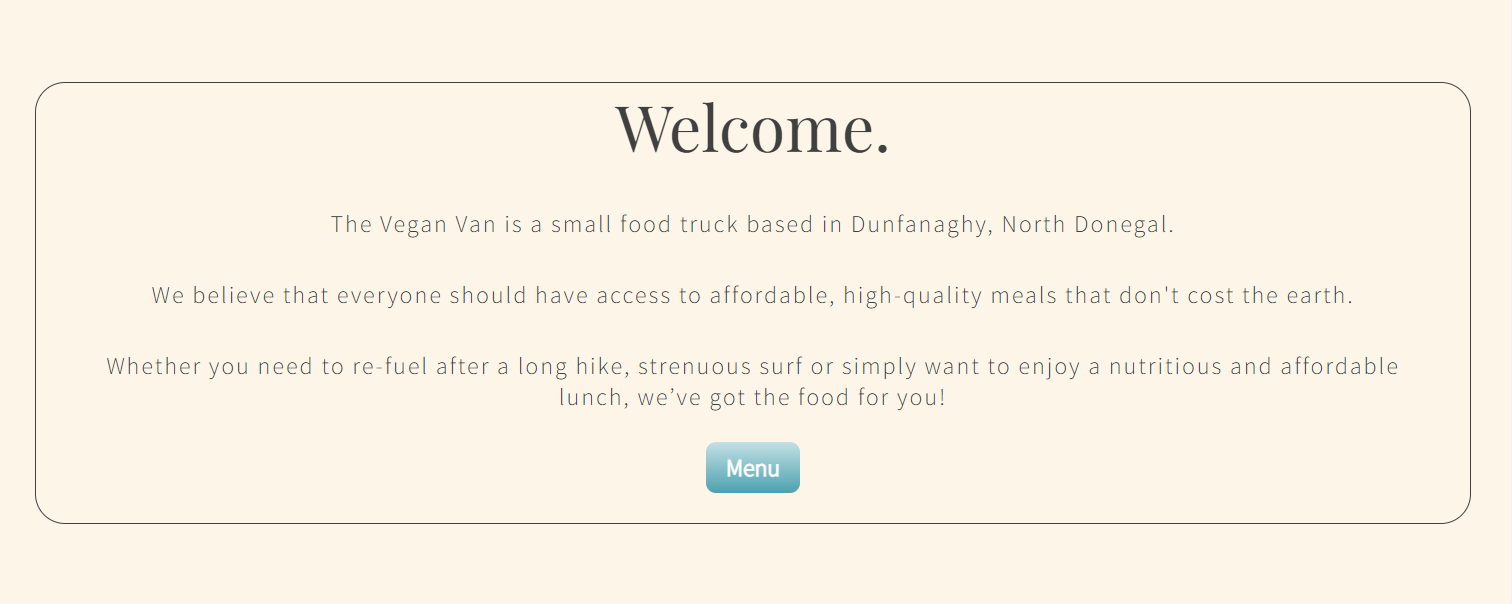 Welcome.
The Vegan Van is a small food truck based in Dunfanaghy, North Donegal.
We believe that everyone should have access to affordable, high-quality meals that don't cost the earth.
Whether you need to re-fuel after a long hike, strenuous surf or simply want to enjoy a nutritious and affordable
lunch, we’ve got the food for you!
Menu